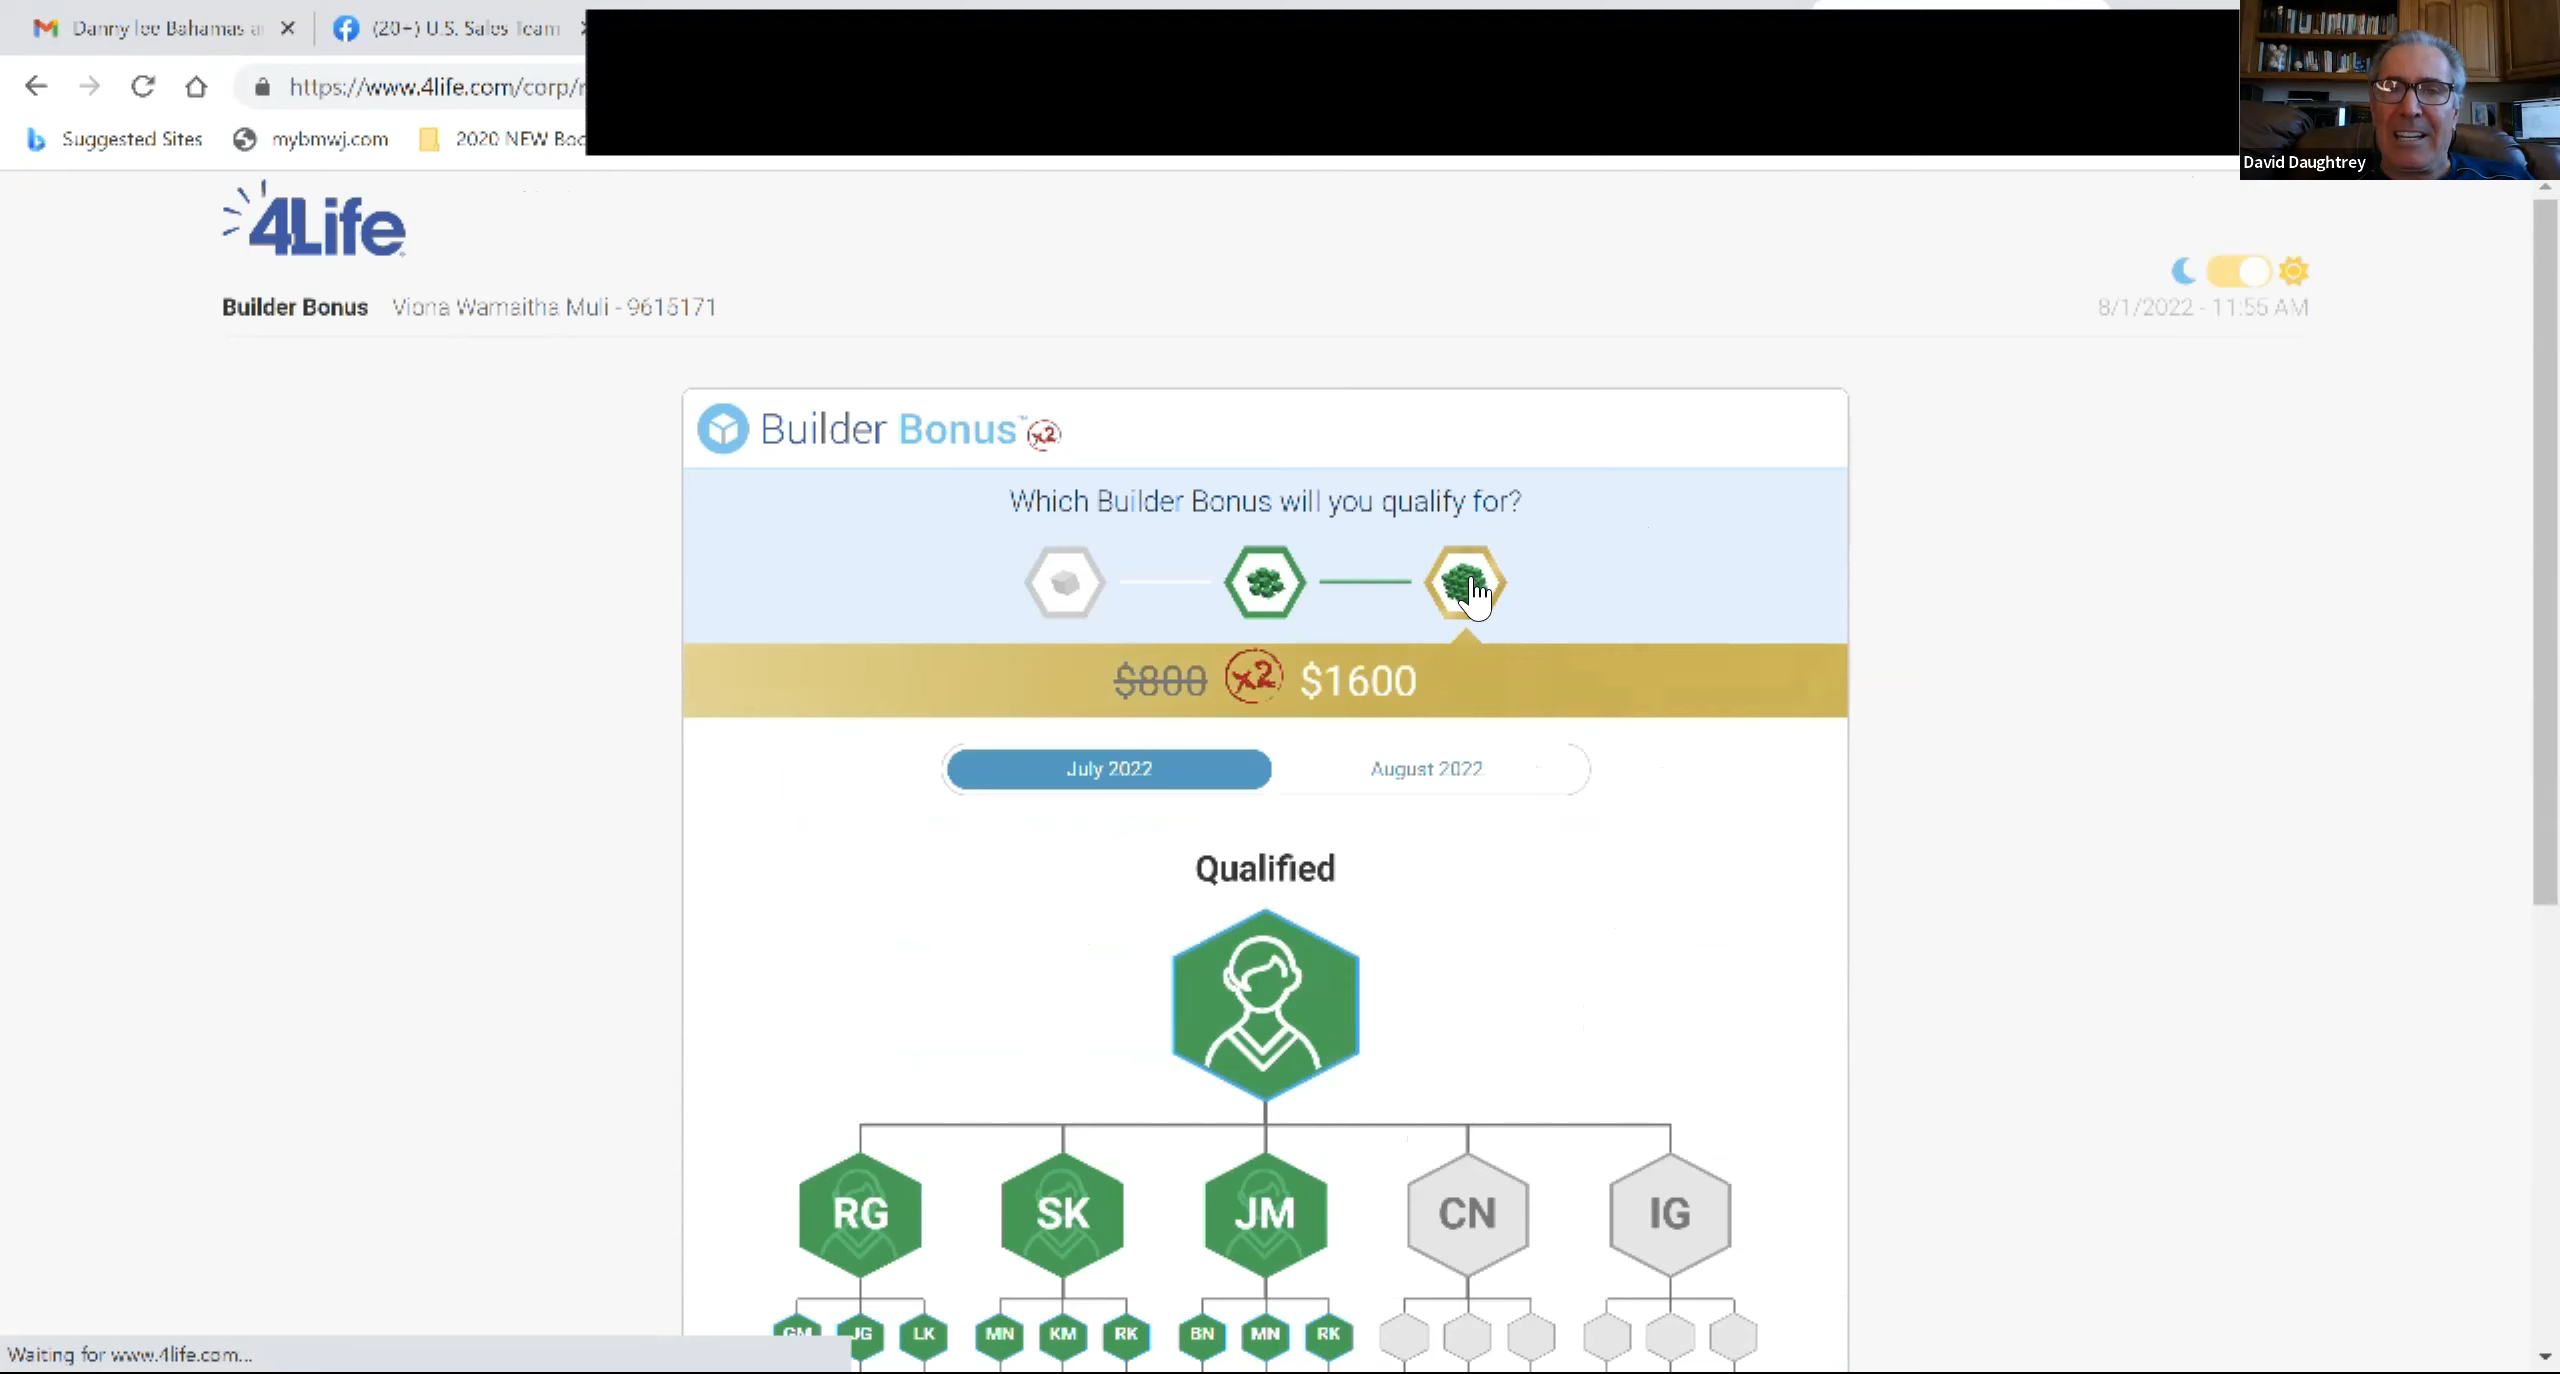 Danny lee Bahamas a
(20+) U.S. Sales Team
https://www.4life.com/corp/r
Suggested Sites
mybmwj.com
2020 NEW Boo
David Daughtrey
4Life
Builder Bonus Viona Wamaitha Muli - 9615171
8/1/2022 - 11:55 AM
Builder Bonus™ x2
Which Builder Bonus will you qualify for?
$800 x2 $1600
July 2022
August 2022
Qualified
RG SK JM CN IG
GM JG LK MN KM RK BN MN RK
Waiting for www.4life.com...